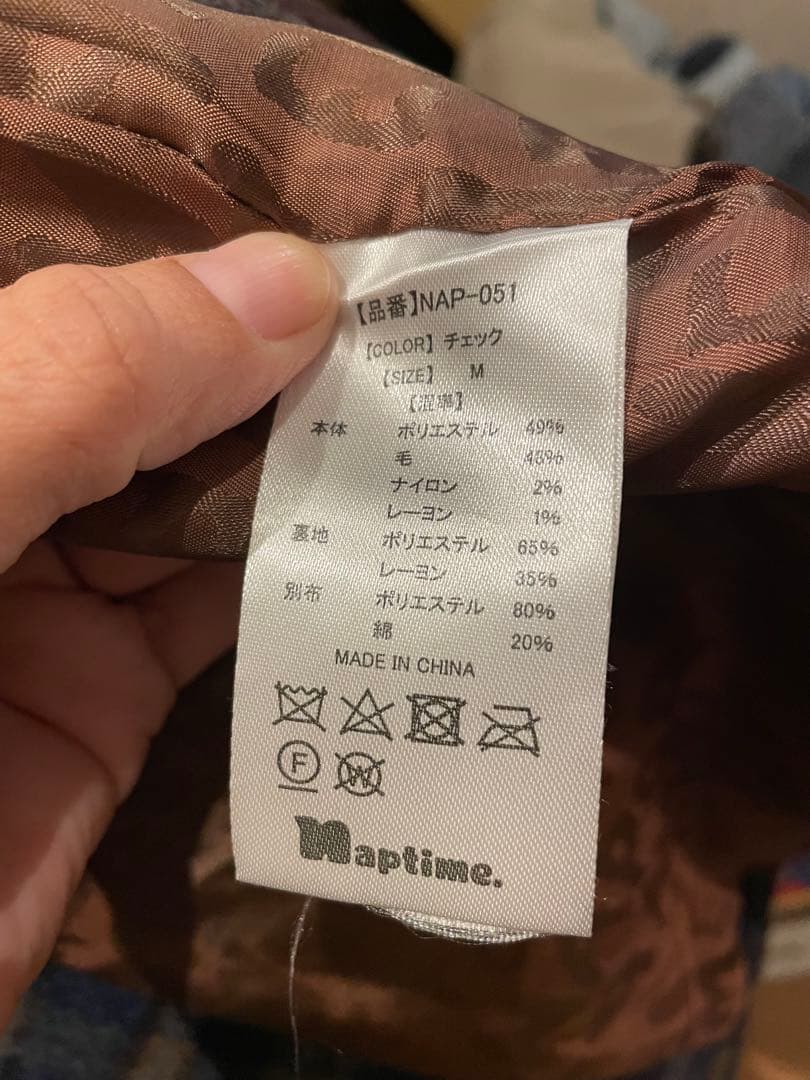 【品番】NAP-051
【COLOR】チェック
【SIZE】 M
【混率】
本体 ポリエステル 49%
毛 48%
ナイロン 2%
レーヨン 1%
裏地 ポリエステル 65%
レーヨン 35%
別布 ポリエステル 80%
綿 20%
MADE IN CHINA
F W
Naptime.